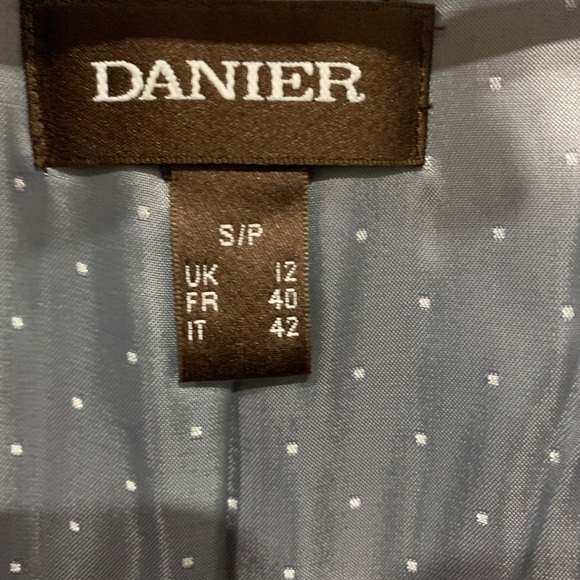 DANIER
S/P
UK 12
FR 40
IT 42